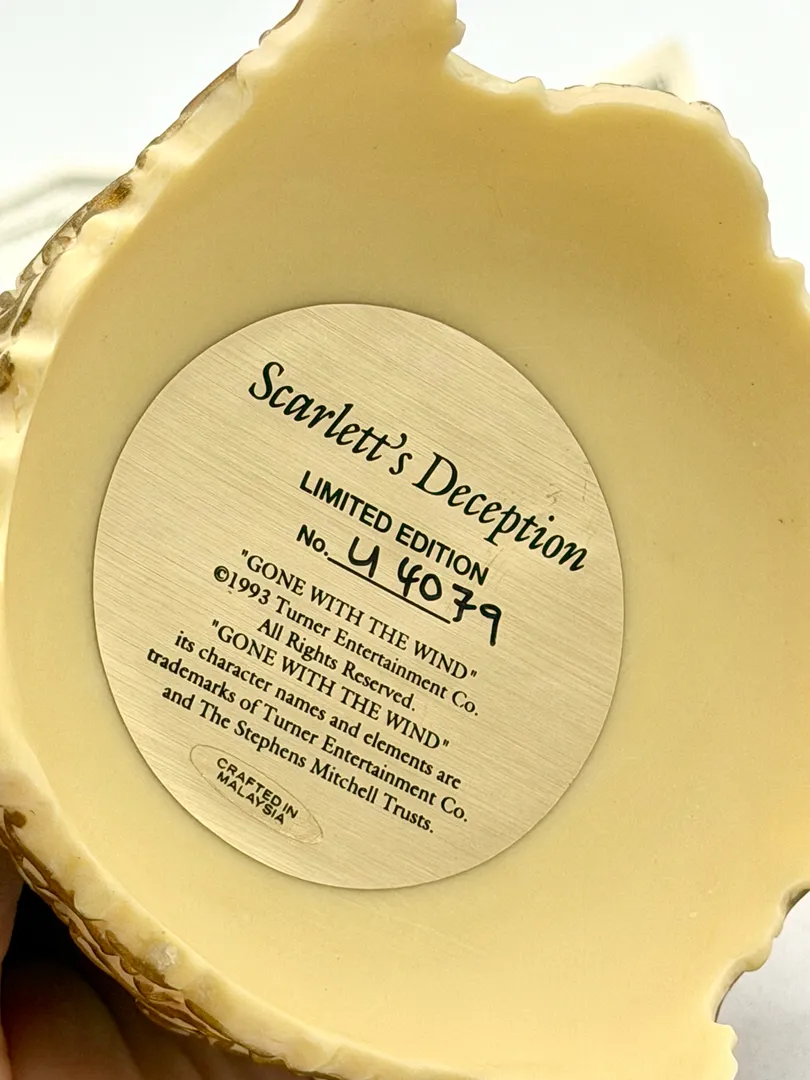 Scarlett's Deception
LIMITED EDITION
No. U 4079
"GONE WITH THE WIND"
©1993 Turner Entertainment Co.
All Rights Reserved.
"GONE WITH THE WIND"
its character names and elements are
trademarks of Turner Entertainment Co.
and The Stephens Mitchell Trusts.
CRAFTED IN
MALAYSIA